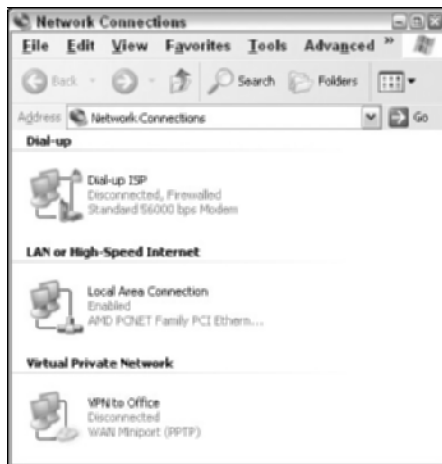 Network Connections
File Edit View Favorites Tools Advanced »
Back Search Folders
Address Network Connections Go
Dial-up
Dial-up ISP
Disconnected, Firewalled
Standard 56000 bps Modem
LAN or High-Speed Internet
Local Area Connection
Enabled
AMD PCNET Family PCI Ethern...
Virtual Private Network
VPN to Office
Disconnected
WAN Miniport (PPTP)